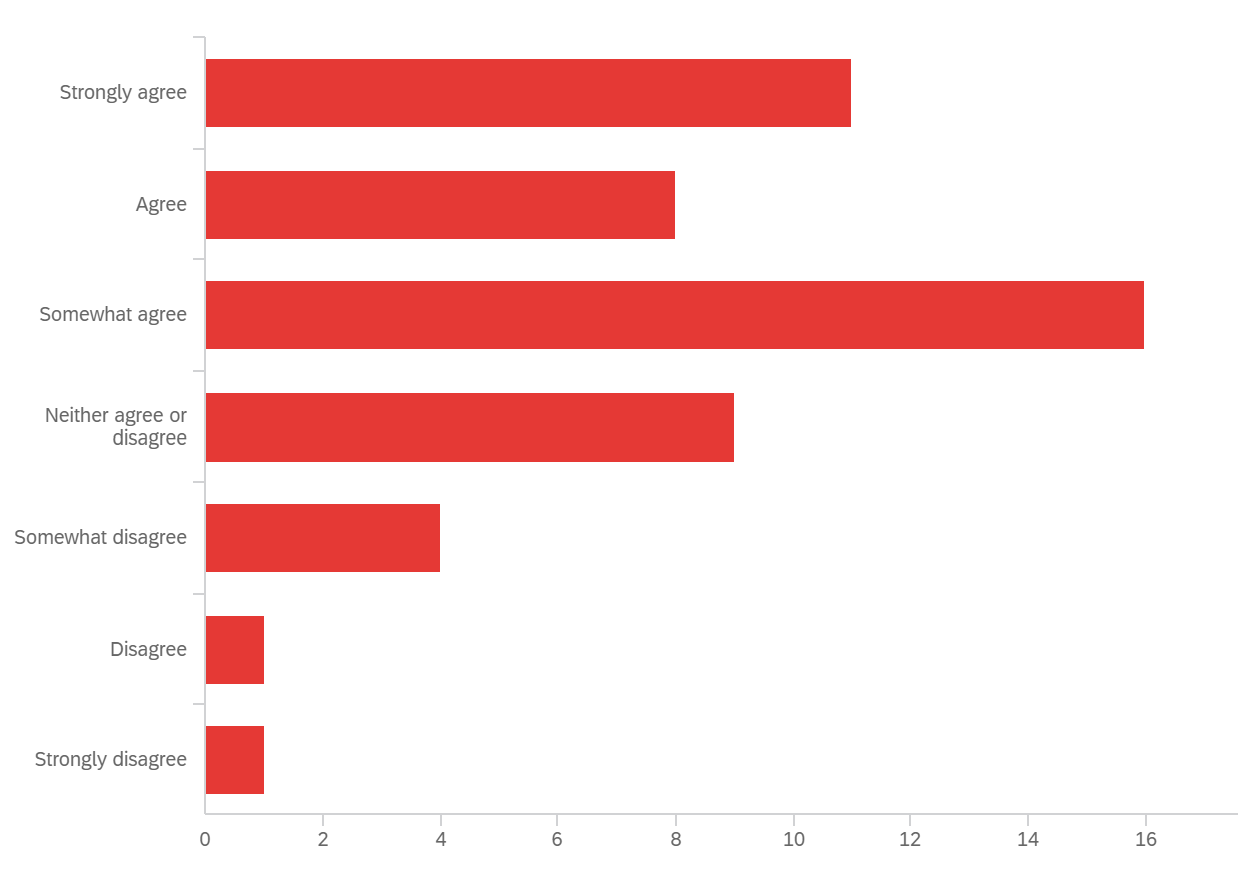 Strongly agree
Agree
Somewhat agree
Neither agree or
disagree
Somewhat disagree
Disagree
Strongly disagree
0 2 4 6 8 10 12 14 16